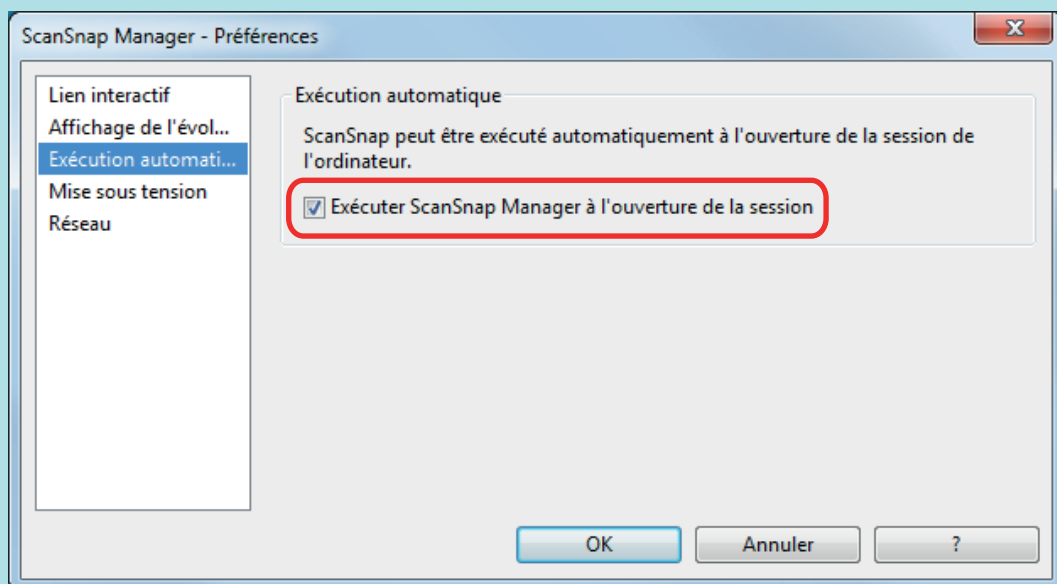 ScanSnap Manager - Préférences
Lien interactif
Affichage de l'évol...
Exécution automati...
Mise sous tension
Réseau
Exécution automatique
ScanSnap peut être exécuté automatiquement à l'ouverture de la session de
l'ordinateur.
Exécuter ScanSnap Manager à l'ouverture de la session
OK
Annuler
?